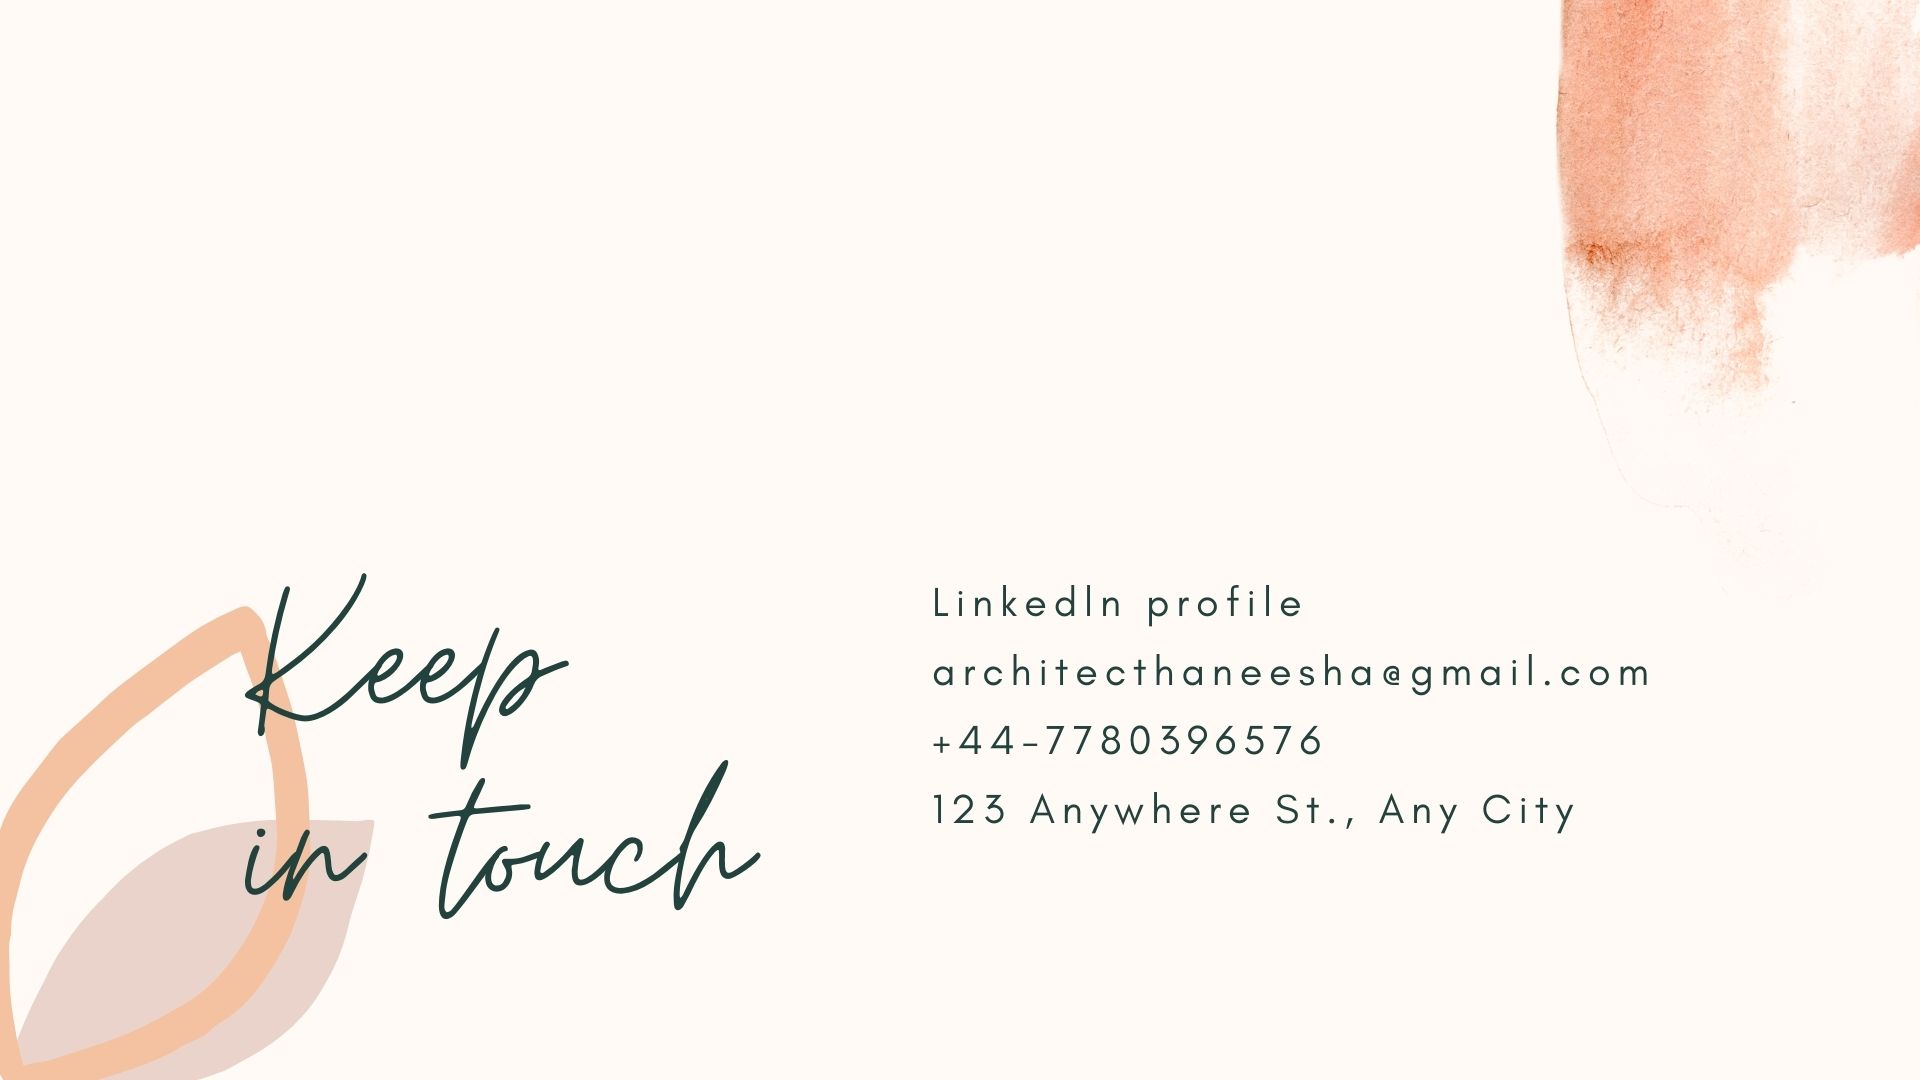 Keep
in touch
LinkedIn profile
architecthaneesha@gmail.com
+44-7780396576
123 Anywhere St., Any City